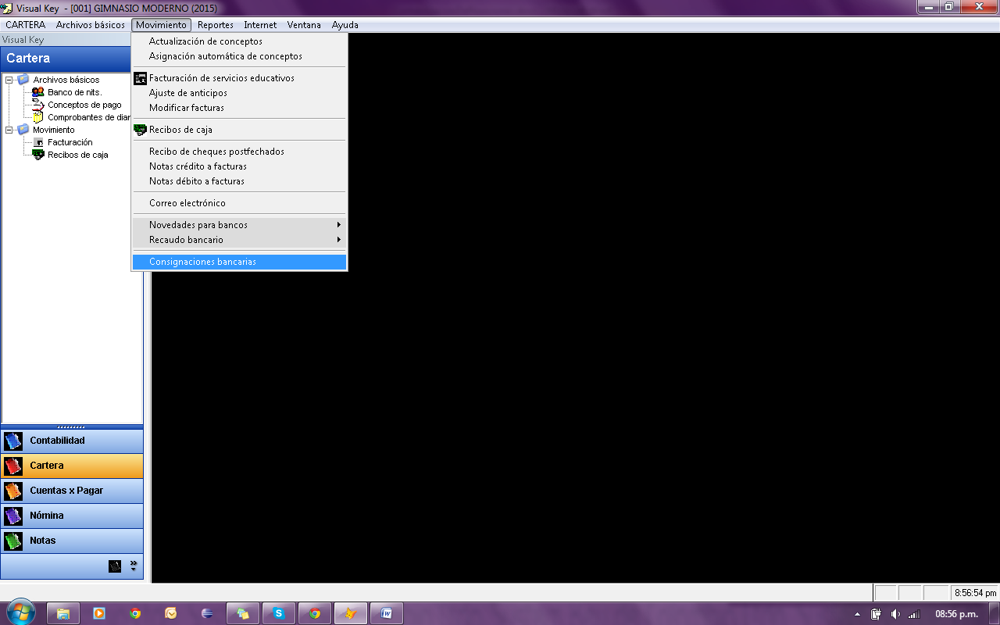 Visual Key - [001] GIMNASIO MODERNO (2015)
CARTERA Archivos básicos Movimiento Reportes Internet Ventana Ayuda
Visual Key
Cartera
Archivos básicos
Banco de nits.
Conceptos de pago
Comprobantes de diar
Movimiento
Facturación
Recibos de caja
Actualización de conceptos
Asignación automática de conceptos
Facturación de servicios educativos
Ajuste de anticipos
Modificar facturas
Recibos de caja
Recibo de cheques postfechados
Notas crédito a facturas
Notas débito a facturas
Correo electrónico
Novedades para bancos
Recaudo bancario
Consignaciones bancarias
Contabilidad
Cartera
Cuentas x Pagar
Nómina
Notas
8:56:54 pm
08:56 p.m.